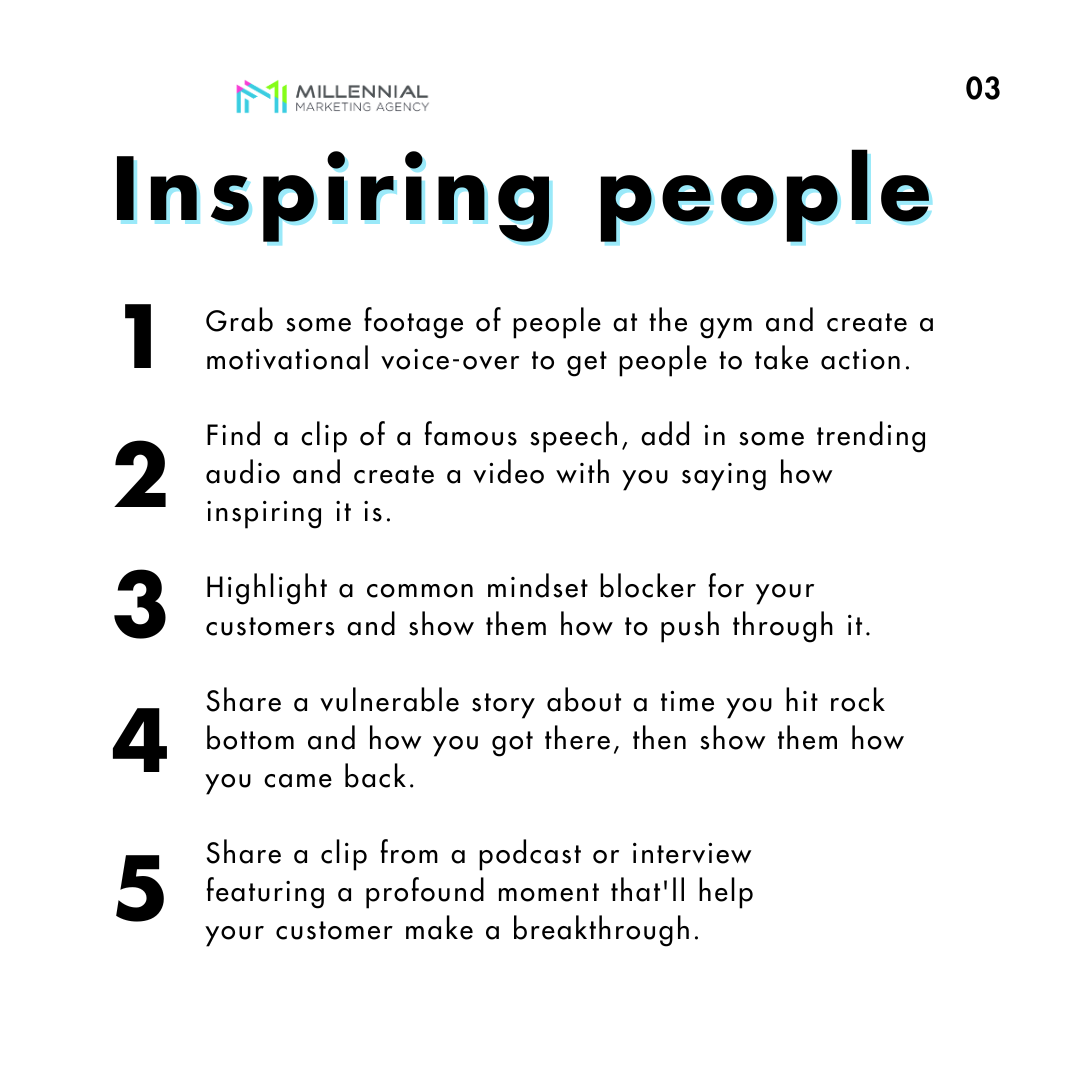 MILLENNIAL
MARKETING AGENCY
03
Inspiring people
1
Grab some footage of people at the gym and create a
motivational voice-over to get people to take action.
2
Find a clip of a famous speech, add in some trending
audio and create a video with you saying how
inspiring it is.
3
Highlight a common mindset blocker for your
customers and show them how to push through it.
4
Share a vulnerable story about a time you hit rock
bottom and how you got there, then show them how
you came back.
5
Share a clip from a podcast or interview
featuring a profound moment that'll help
your customer make a breakthrough.